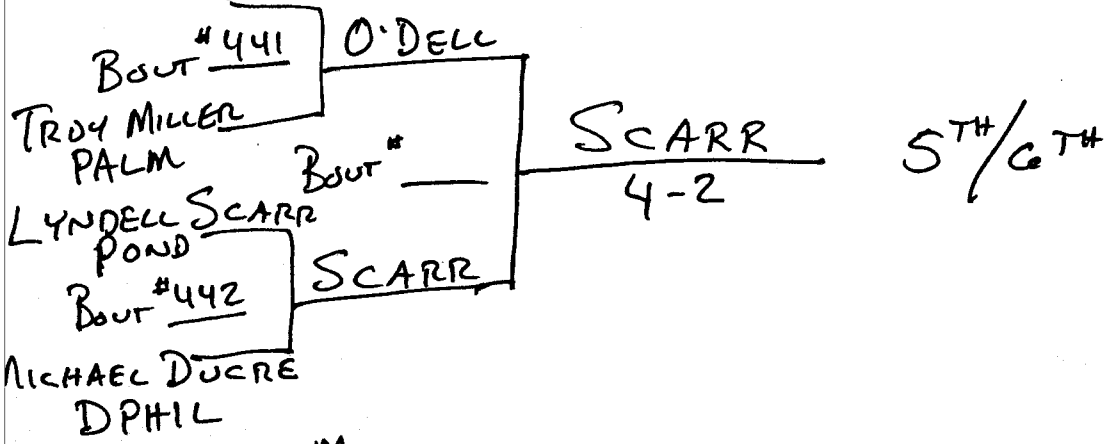 Bout #441
O'DELL
TROY MILLER
PALM
Bout #
SCARR
4-2
5TH/6TH
LYNDELL SCARR
POND
SCARR
Bout #442
MICHAEL DUCRE
DPHIL